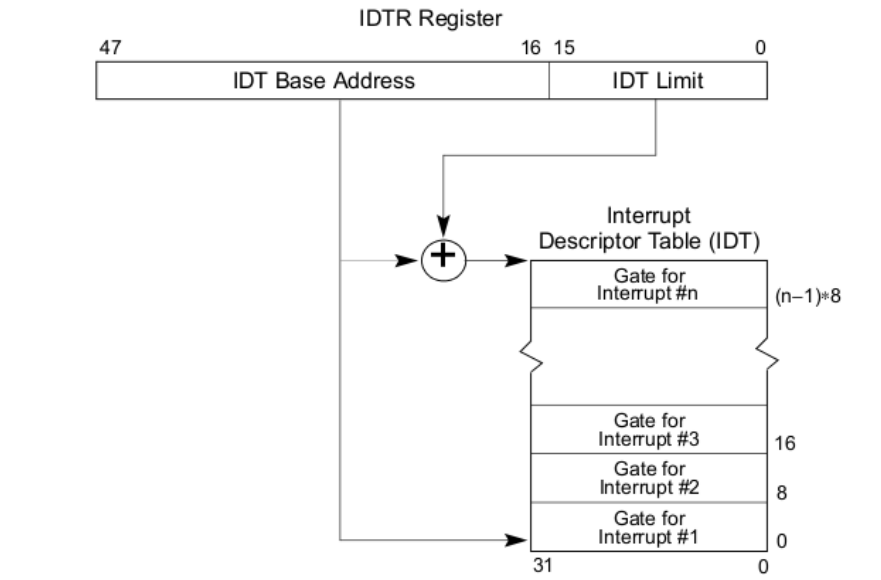 IDTR Register
47 16 15 0
IDT Base Address IDT Limit
+
Interrupt
Descriptor Table (IDT)
Gate for
Interrupt #n
(n−1)*8
Gate for
Interrupt #3
16
Gate for
Interrupt #2
8
Gate for
Interrupt #1
0
31 0